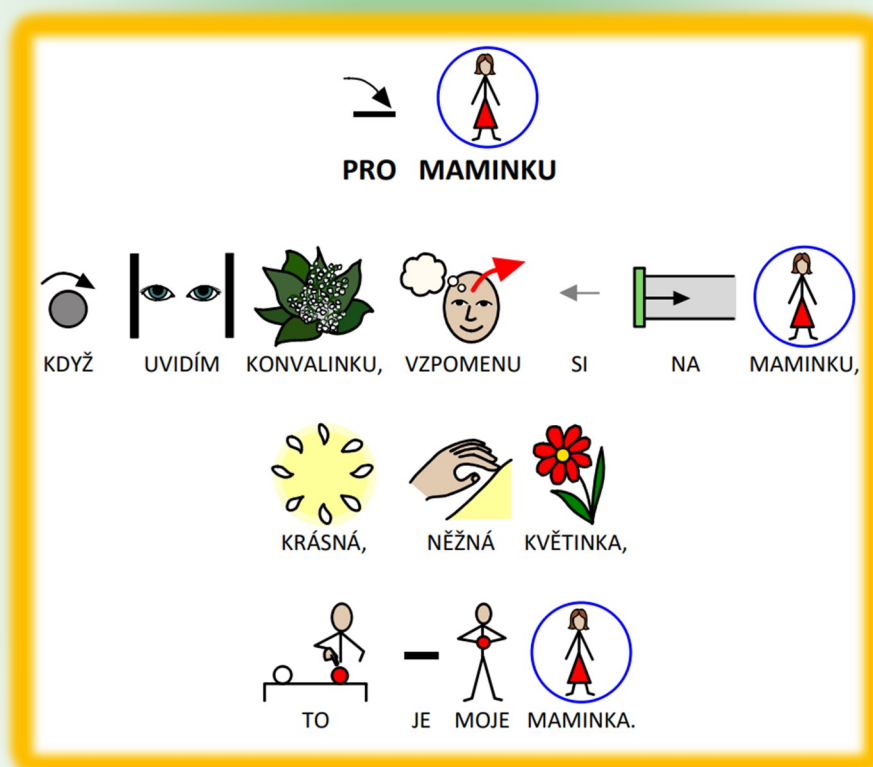 PRO MAMINKU
KDYŽ UVIDÍM KONVALINKU, VZPOMENU SI NA MAMINKU,
KRÁSNÁ, NĚŽNÁ KVĚTINKA,
TO JE MOJE MAMINKA.